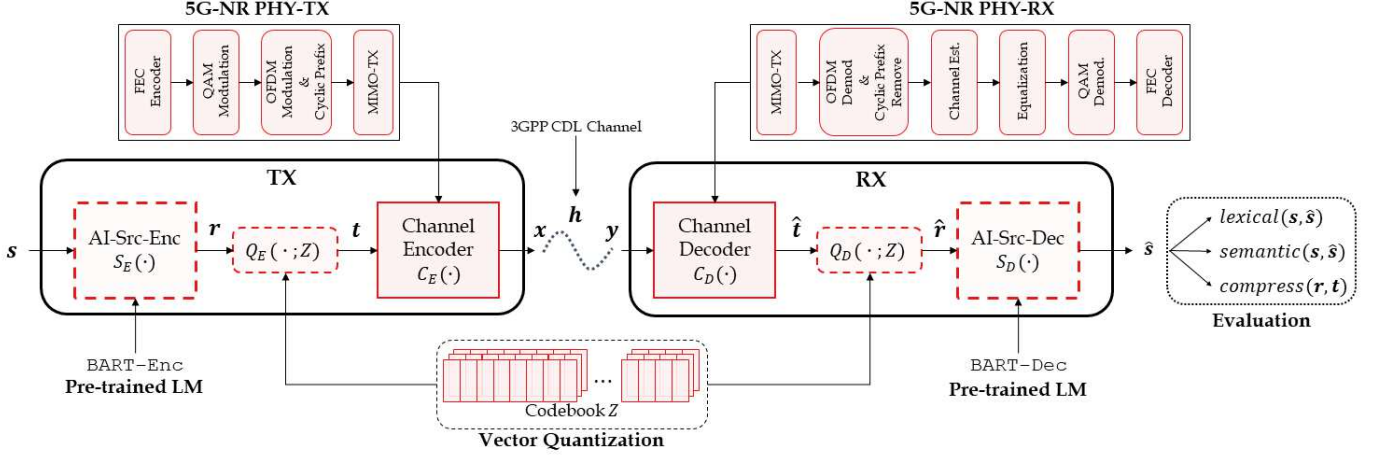 5G-NR PHY-TX
5G-NR PHY-RX
FEC
Encoder
QAM
Modulation
OFDM
Modulation
&
Cyclic Prefix
MIMO-TX
MIMO-TX
OFDM
Demod
&
Cyclic Prefix
Remove
Channel Est.
Equalization
QAM
Demod.
FEC
Decoder
3GPP CDL Channel
TX
RX
s
AI-Src-Enc
S_E(·)
r
Q_E(·;Z)
t
Channel
Encoder
C_E(·)
x
h
y
Channel
Decoder
C_D(·)
t̂
Q_D(·;Z)
r̂
AI-Src-Dec
S_D(·)
ŝ
lexical(s,ŝ)
semantic(s,ŝ)
compress(r,t)
Evaluation
BART-Enc
Pre-trained LM
...
Codebook Z
Vector Quantization
BART-Dec
Pre-trained LM